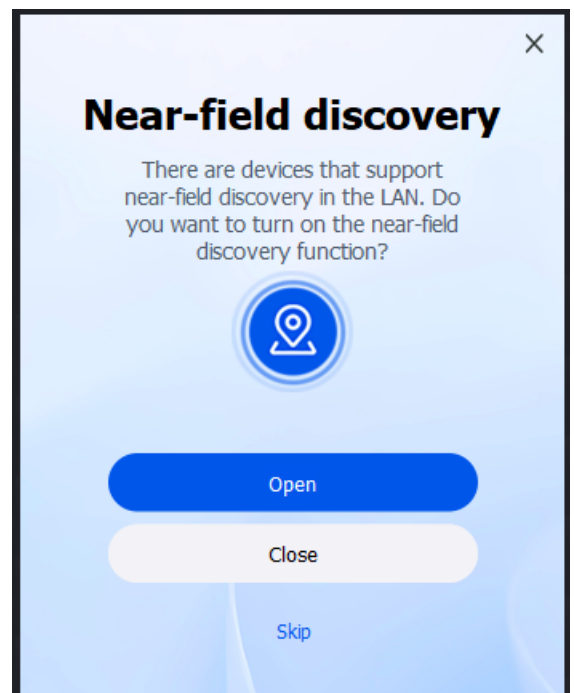 Near-field discovery
There are devices that support
near-field discovery in the LAN. Do
you want to turn on the near-field
discovery function?
Open
Close
Skip